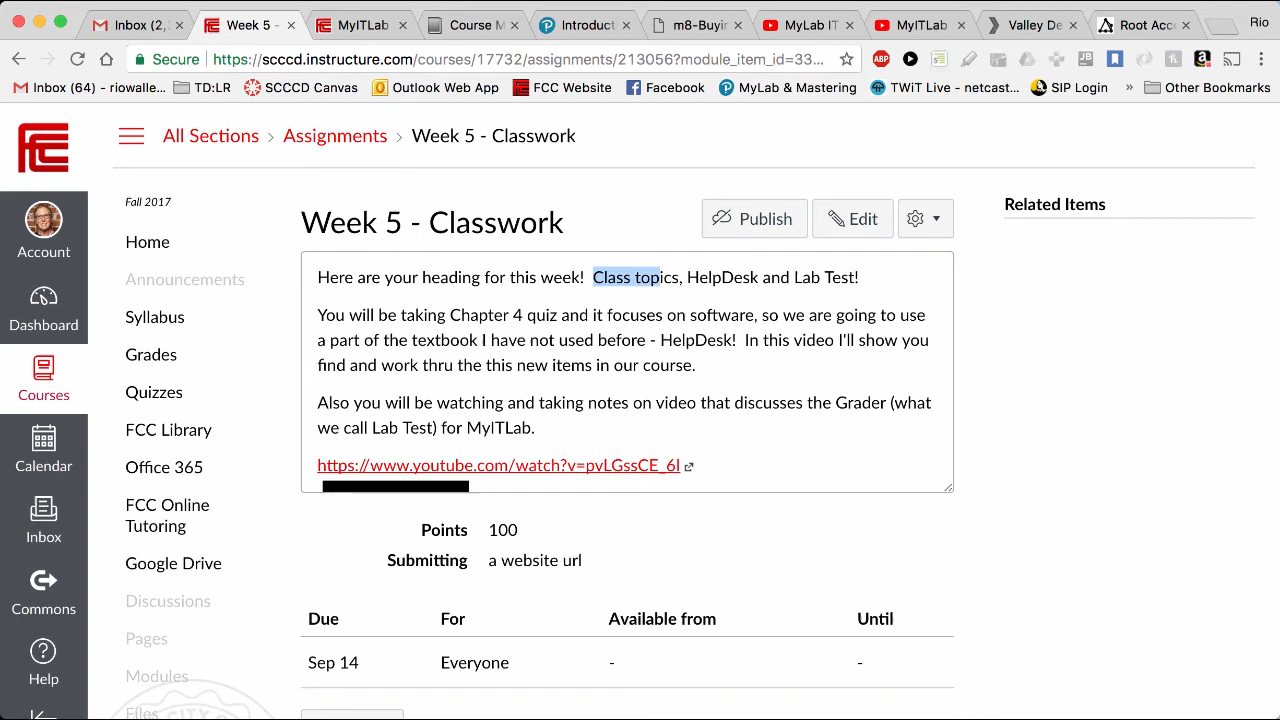 Inbox (2,
Week 5 -
MyITLab
Course M
Introduct
m8-Buyin
MyLab IT
MyITLab
Valley De
Root Acc
Rio
Secure https://scccd.instructure.com/courses/17732/assignments/213056?module_item_id=33...
Inbox (64) - riowalle...
TD:LR
SCCCD Canvas
Outlook Web App
FCC Website
Facebook
MyLab & Mastering
TWiT Live - netcast...
SIP Login
»
Other Bookmarks
FCC
All Sections > Assignments > Week 5 - Classwork
Account
Dashboard
Courses
Calendar
Inbox
Commons
Help
Fall 2017
Home
Announcements
Syllabus
Grades
Quizzes
FCC Library
Office 365
FCC Online
Tutoring
Google Drive
Discussions
Pages
Modules
Files
Week 5 - Classwork
Publish
Edit
Here are your heading for this week! Class topics, HelpDesk and Lab Test!
You will be taking Chapter 4 quiz and it focuses on software, so we are going to use
a part of the textbook I have not used before - HelpDesk! In this video I'll show you
find and work thru the this new items in our course.
Also you will be watching and taking notes on video that discusses the Grader (what
we call Lab Test) for MyITLab.
https://www.youtube.com/watch?v=pvLGssCE_6I
Points 100
Submitting a website url
Due For Available from Until
Sep 14 Everyone - -
Related Items
ABP
JB
CITY